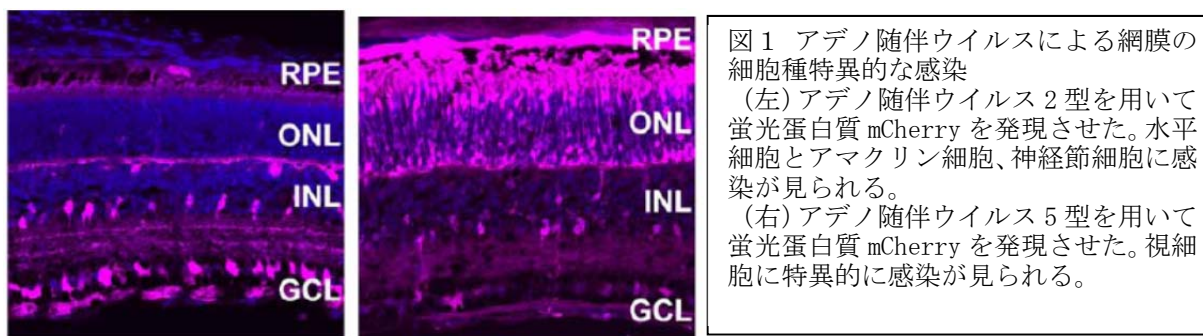 RPE
ONL
INL
GCL
RPE
ONL
INL
GCL
図1 アデノ随伴ウイルスによる網膜の
細胞種特異的な感染
(左)アデノ随伴ウイルス2型を用いて
蛍光蛋白質 mCherry を発現させた。水平
細胞とアマクリン細胞、神経節細胞に感
染が見られる。
(右)アデノ随伴ウイルス5型を用いて
蛍光蛋白質 mCherry を発現させた。視細
胞に特異的に感染が見られる。